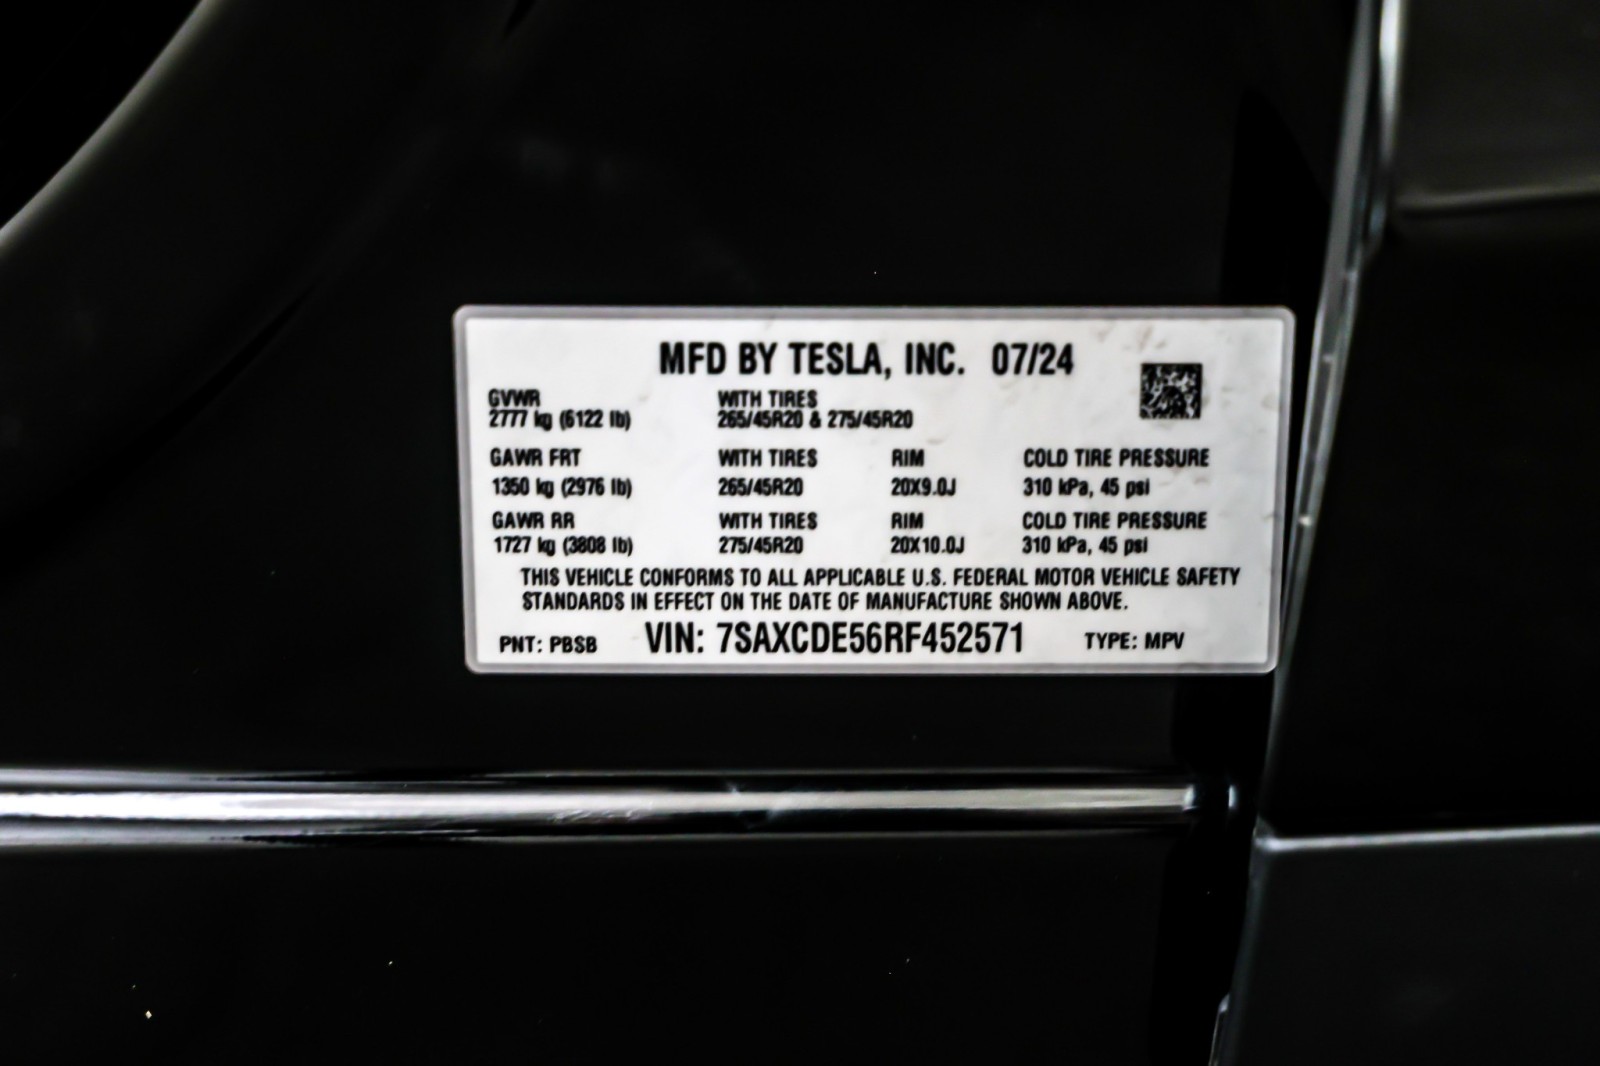 MFD BY TESLA, INC. 07/24
GVWR WITH TIRES
2777 kg (6122 lb) 265/45R20 & 275/45R20
GAWR FRT WITH TIRES RIM COLD TIRE PRESSURE
1350 kg (2976 lb) 265/45R20 20X9.0J 310 kPa, 45 psi
GAWR RR WITH TIRES RIM COLD TIRE PRESSURE
1727 kg (3808 lb) 275/45R20 20X10.0J 310 kPa, 45 psi
THIS VEHICLE CONFORMS TO ALL APPLICABLE U.S. FEDERAL MOTOR VEHICLE SAFETY
STANDARDS IN EFFECT ON THE DATE OF MANUFACTURE SHOWN ABOVE.
PNT: PBSB VIN: 7SAXCDE56RF452571 TYPE: MPV